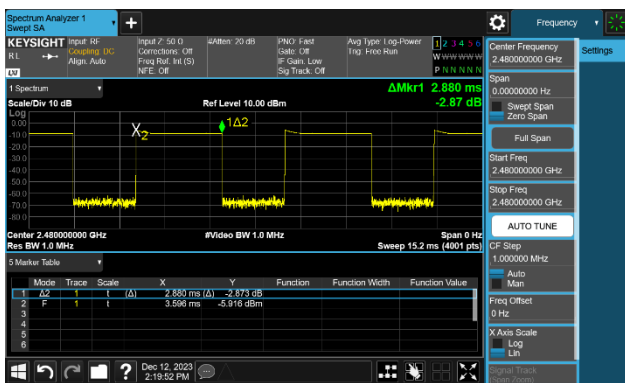 Spectrum Analyzer 1
Swept SA
+
Frequency
KEYSIGHT
Input: RF
Input Z: 50 Ω
#Atten: 20 dB
PNO: Fast
Avg Type: Log-Power
1 2 3 4 5 6
RL
Coupling: DC
Corrections: Off
Gate: Off
Trig: Free Run
Align: Auto
Freq Ref: Int (S)
IF Gain: Low
W W W W W W
NFE: Off
Sig Track: Off
P N N N N N
LXI
Center Frequency
2.480000000 GHz
Settings
Span
0.00000000 Hz
Swept Span
Zero Span
Full Span
Start Freq
2.480000000 GHz
Stop Freq
2.480000000 GHz
AUTO TUNE
CF Step
1.000000 MHz
Auto
Man
Freq Offset
0 Hz
X Axis Scale
Log
Lin
Signal Track
(Span Zoom)
1 Spectrum
ΔMkr1 2.880 ms
Scale/Div 10 dB
Ref Level 10.00 dBm
-2.87 dB
Log
0.00
-10.0
-20.0
-30.0
-40.0
-50.0
-60.0
-70.0
-80.0
X2
1Δ2
Center 2.480000000 GHz
#Video BW 1.0 MHz
Span 0 Hz
Res BW 1.0 MHz
Sweep 15.2 ms (4001 pts)
5 Marker Table
Mode Trace Scale X Y Function Function Width Function Value
1 Δ2 1 t (Δ) 2.880 ms (Δ) -2.873 dB
2 F 1 t 3.596 ms -5.916 dBm
3
4
5
6
?
Dec 12, 2023
2:19:52 PM